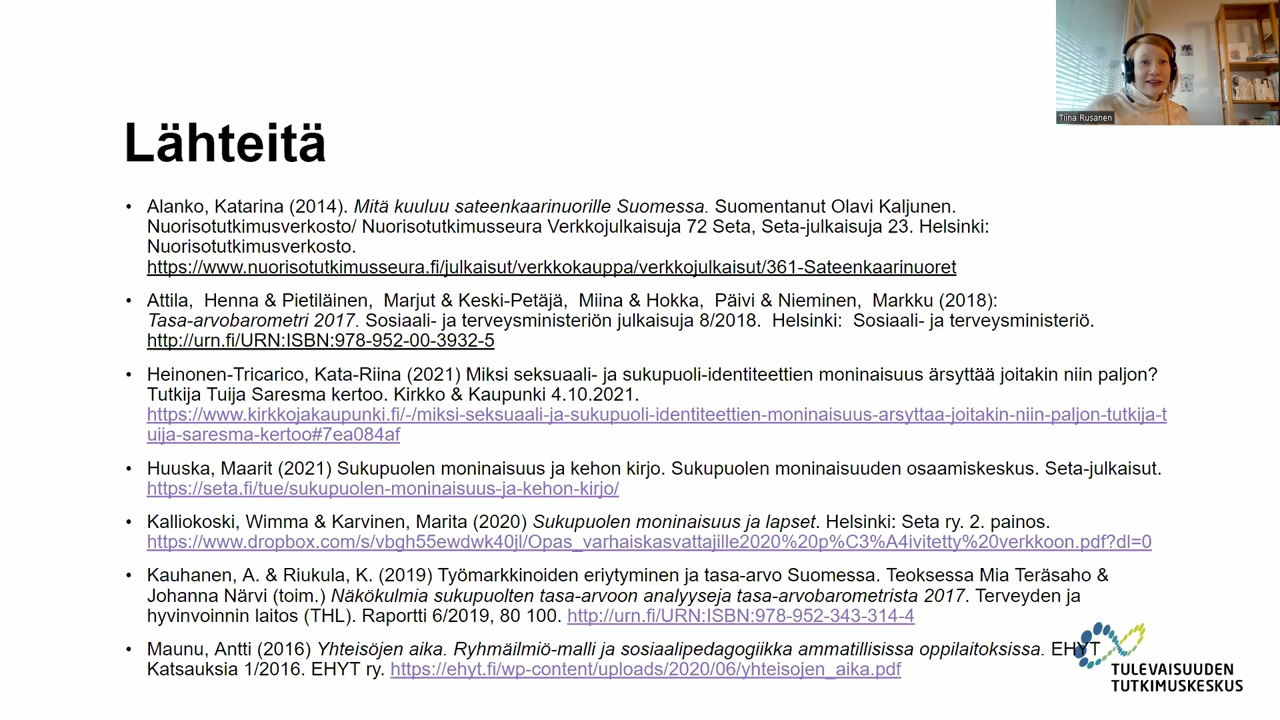 Tiina Rusanen
Lähteitä
• Alanko, Katarina (2014). Mitä kuuluu sateenkaarinuorille Suomessa. Suomentanut Olavi Kaljunen.
Nuorisotutkimusverkosto/ Nuorisotutkimusseura Verkkojulkaisuja 72 Seta, Seta-julkaisuja 23. Helsinki:
Nuorisotutkimusverkosto.
https://www.nuorisotutkimusseura.fi/julkaisut/verkkokauppa/verkkojulkaisut/361-Sateenkaarinuoret
• Attila, Henna & Pietiläinen, Marjut & Keski-Petäjä, Miina & Hokka, Päivi & Nieminen, Markku (2018):
Tasa-arvobarometri 2017. Sosiaali- ja terveysministeriön julkaisuja 8/2018. Helsinki: Sosiaali- ja terveysministeriö.
http://urn.fi/URN:ISBN:978-952-00-3932-5
• Heinonen-Tricarico, Kata-Riina (2021) Miksi seksuaali- ja sukupuoli-identiteettien moninaisuus ärsyttää joitakin niin paljon?
Tutkija Tuija Saresma kertoo. Kirkko & Kaupunki 4.10.2021.
https://www.kirkkojakaupunki.fi/-/miksi-seksuaali-ja-sukupuoli-identiteettien-moninaisuus-arsyttaa-joitakin-niin-paljon-tutkija-t
uija-saresma-kertoo#7ea084af
• Huuska, Maarit (2021) Sukupuolen moninaisuus ja kehon kirjo. Sukupuolen moninaisuuden osaamiskeskus. Seta-julkaisut.
https://seta.fi/tue/sukupuolen-moninaisuus-ja-kehon-kirjo/
• Kalliokoski, Wimma & Karvinen, Marita (2020) Sukupuolen moninaisuus ja lapset. Helsinki: Seta ry. 2. painos.
https://www.dropbox.com/s/vbgh55ewdwk40jl/Opas_varhaiskasvattajille2020%20p%C3%A4ivitetty%20verkkoon.pdf?dl=0
• Kauhanen, A. & Riukula, K. (2019) Työmarkkinoiden eriytyminen ja tasa-arvo Suomessa. Teoksessa Mia Teräsaho &
Johanna Närvi (toim.) Näkökulmia sukupuolten tasa-arvoon analyyseja tasa-arvobarometrista 2017. Terveyden ja
hyvinvoinnin laitos (THL). Raportti 6/2019, 80 100. http://urn.fi/URN:ISBN:978-952-343-314-4
• Maunu, Antti (2016) Yhteisöjen aika. Ryhmäilmiö-malli ja sosiaalipedagogiikka ammatillisissa oppilaitoksissa. EHYT
Katsauksia 1/2016. EHYT ry. https://ehyt.fi/wp-content/uploads/2020/06/yhteisojen_aika.pdf
TULEVAISUUDEN
TUTKIMUSKESKUS